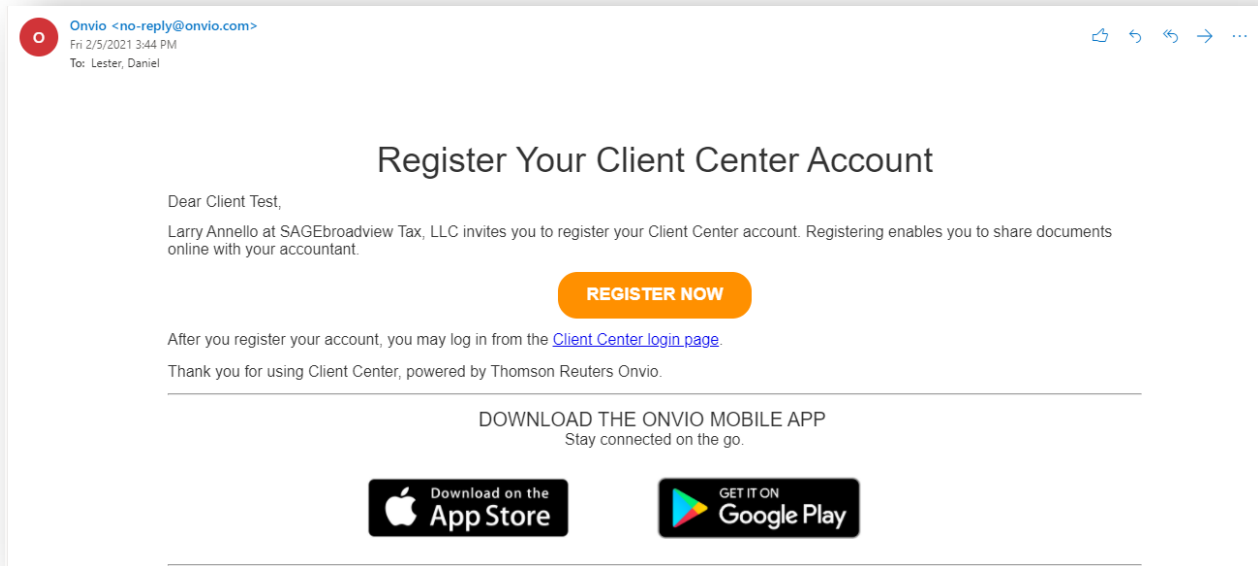 O
Onvio <no-reply@onvio.com>
Fri 2/5/2021 3:44 PM
To: Lester, Daniel
Register Your Client Center Account
Dear Client Test,
Larry Annello at SAGEbroadview Tax, LLC invites you to register your Client Center account. Registering enables you to share documents
online with your accountant.
REGISTER NOW
After you register your account, you may log in from the Client Center login page.
Thank you for using Client Center, powered by Thomson Reuters Onvio.
DOWNLOAD THE ONVIO MOBILE APP
Stay connected on the go.
Download on the
App Store
GET IT ON
Google Play